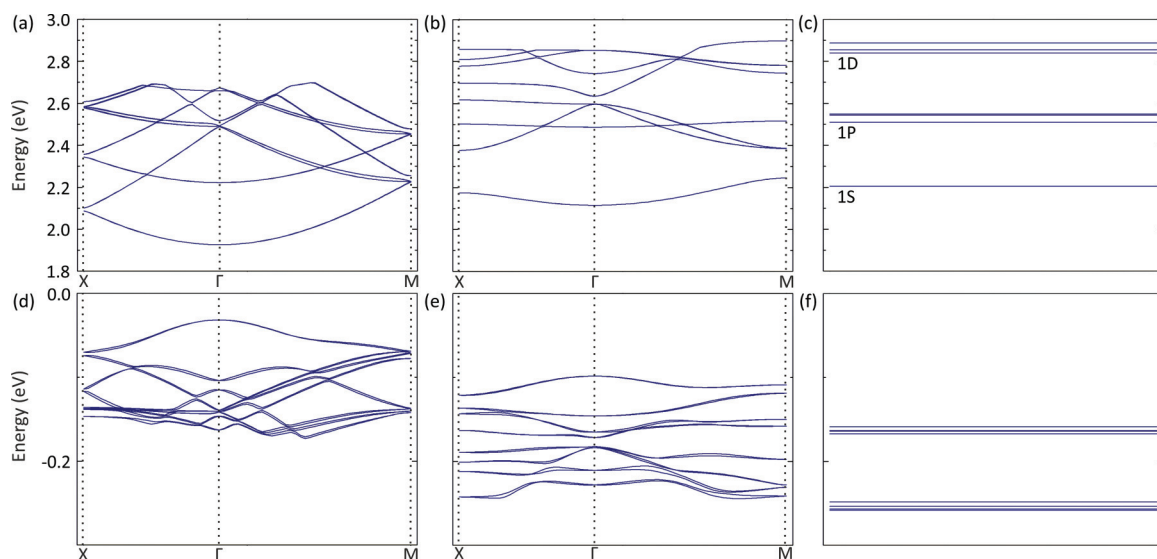 (a) (b) (c)
3.0
2.8
2.6
2.4
2.2
2.0
1.8
Energy (eV)
1D
1P
1S
X Γ M X Γ M
(d) (e) (f)
0.0
-0.2
Energy (eV)
X Γ M X Γ M